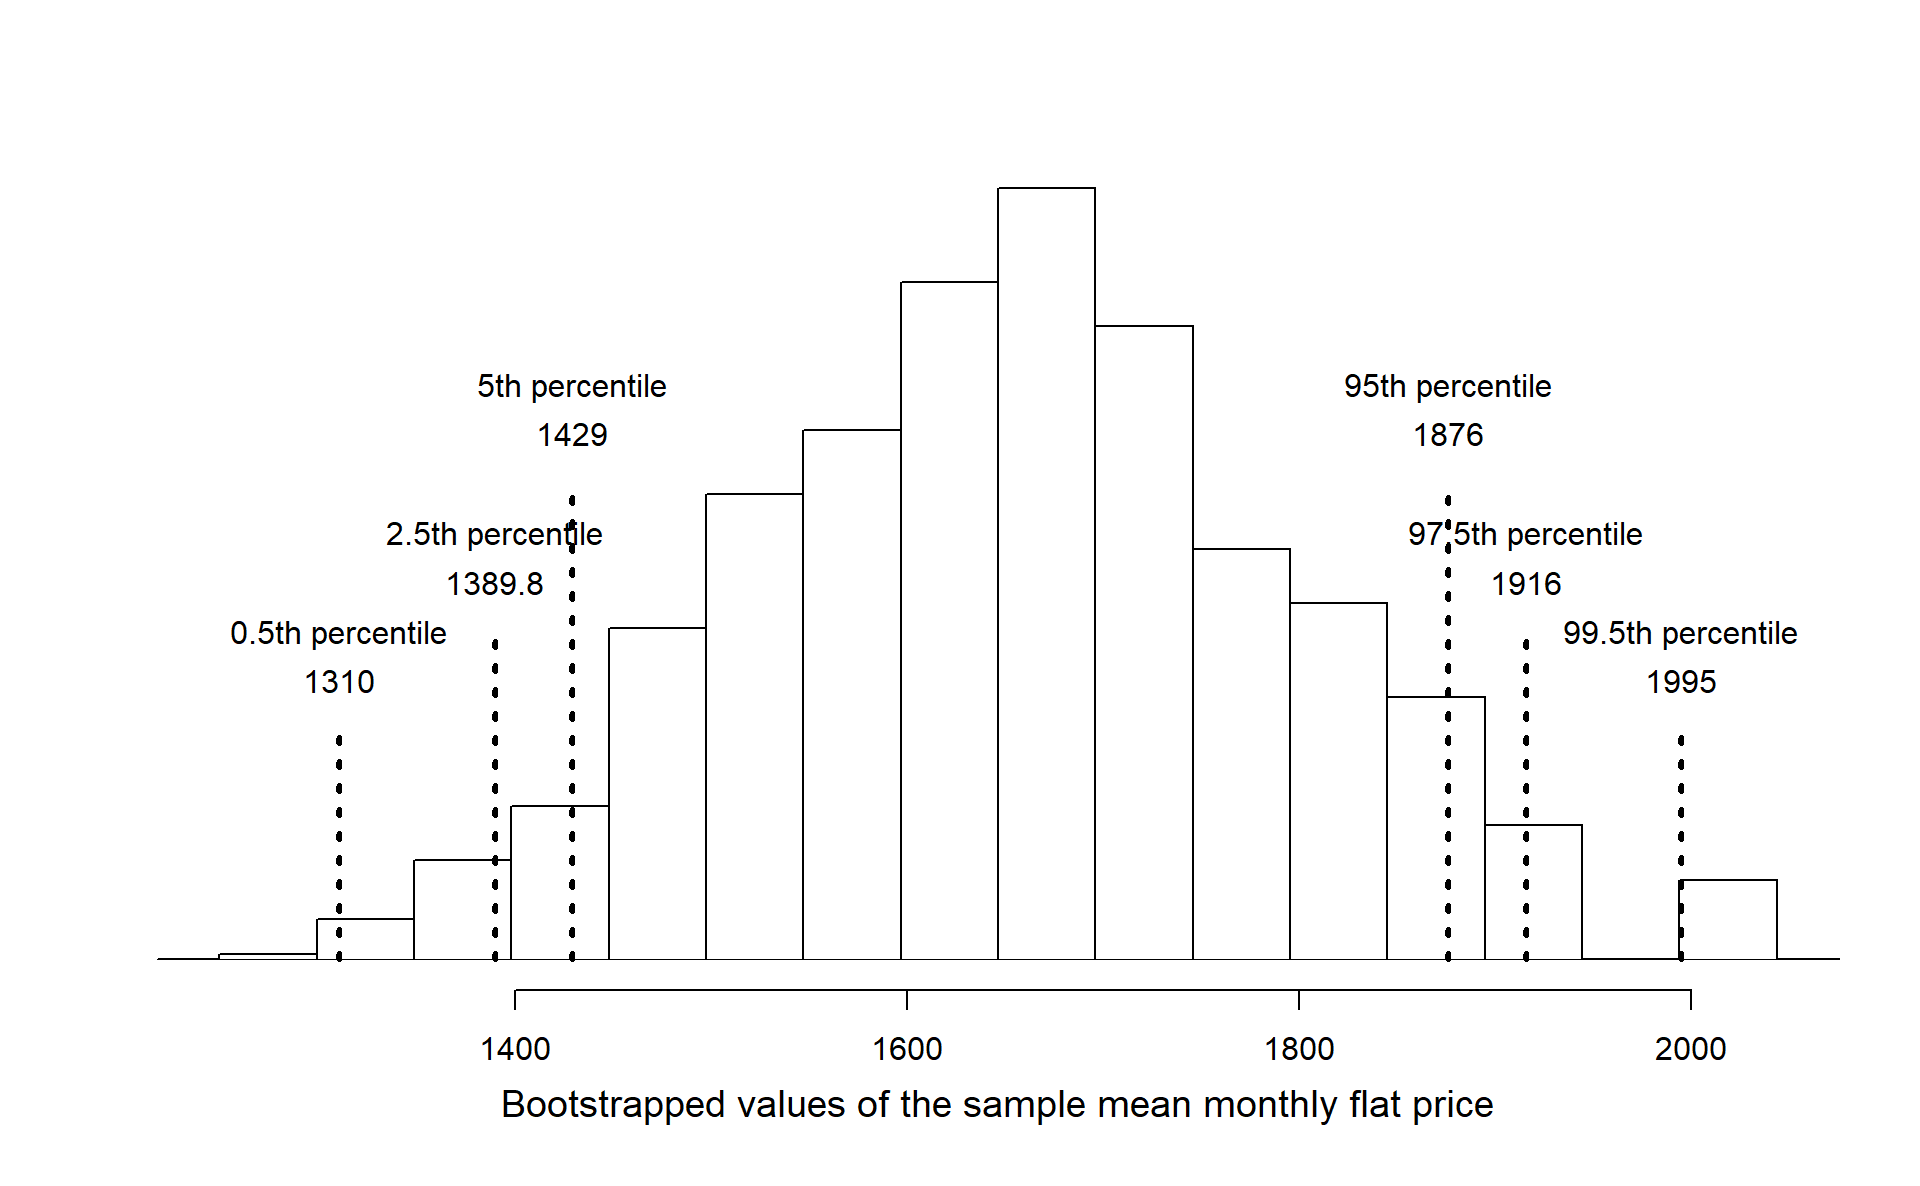 5th percentile
1429
95th percentile
1876
2.5th percentile
1389.8
97.5th percentile
1916
0.5th percentile
1310
99.5th percentile
1995
1400
1600
1800
2000
Bootstrapped values of the sample mean monthly flat price